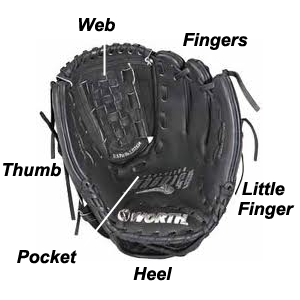 Web
Fingers
Thumb
Little
Finger
WORTH
Pocket
Heel